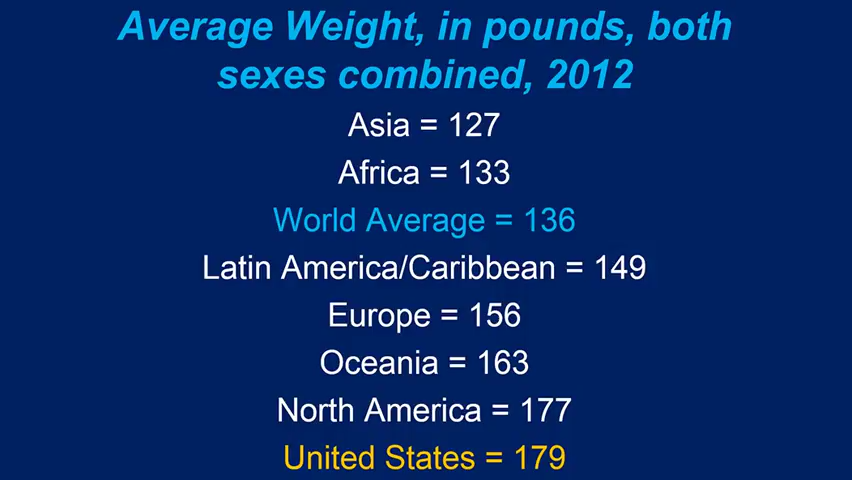 Average Weight, in pounds, both
sexes combined, 2012
Asia = 127
Africa = 133
World Average = 136
Latin America/Caribbean = 149
Europe = 156
Oceania = 163
North America = 177
United States = 179